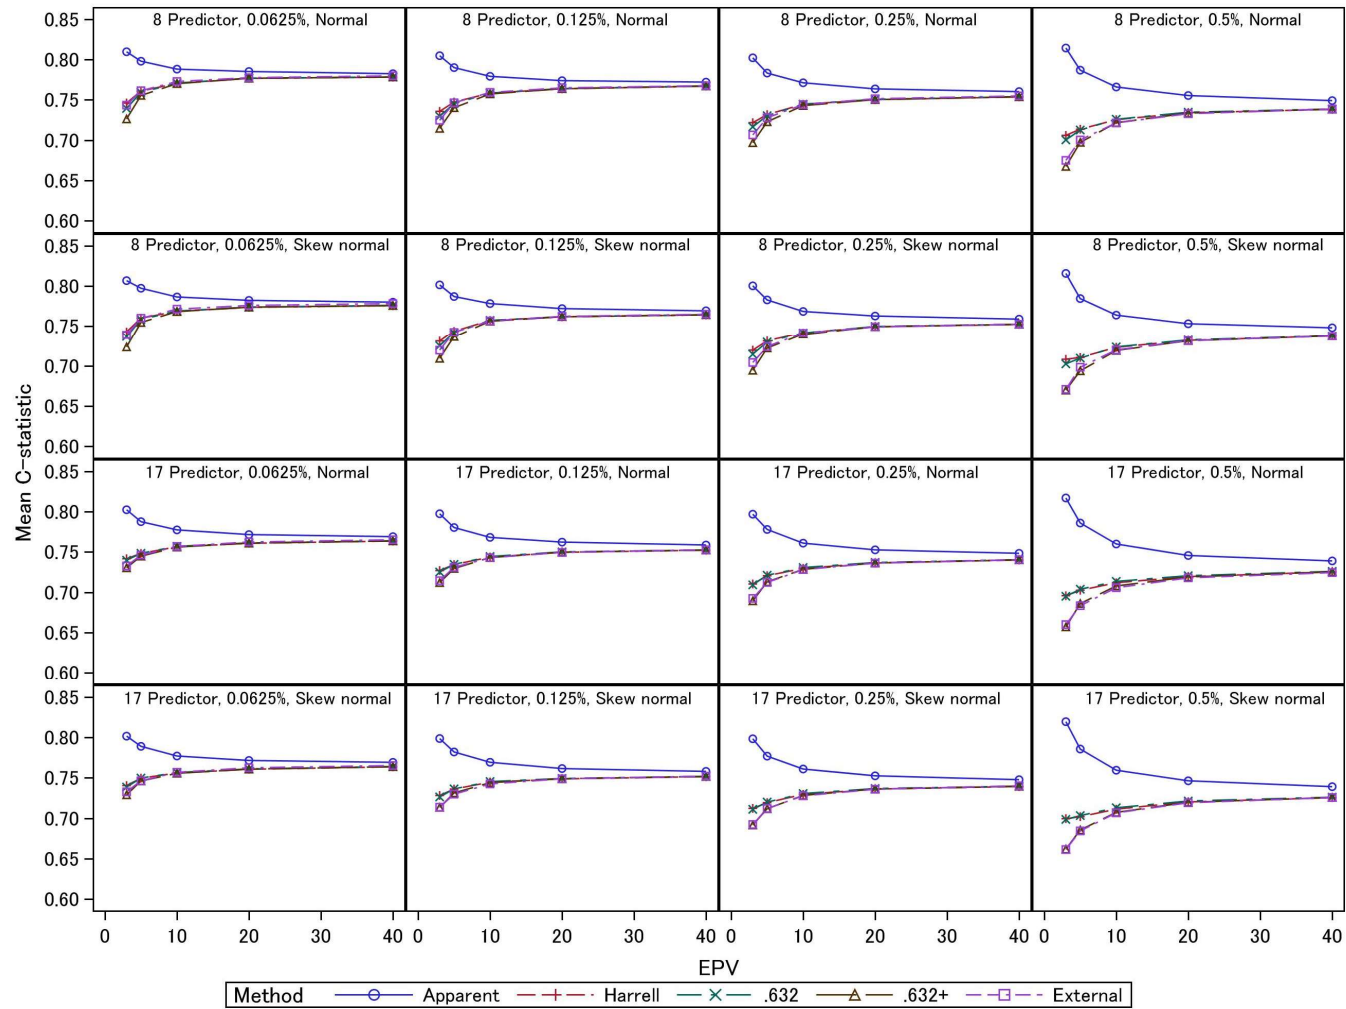 8 Predictor, 0.0625%, Normal
8 Predictor, 0.125%, Normal
8 Predictor, 0.25%, Normal
8 Predictor, 0.5%, Normal
0.85
0.80
0.75
0.70
0.65
0.60
8 Predictor, 0.0625%, Skew normal
8 Predictor, 0.125%, Skew normal
8 Predictor, 0.25%, Skew normal
8 Predictor, 0.5%, Skew normal
0.85
0.80
0.75
0.70
0.65
0.60
Mean C-statistic
17 Predictor, 0.0625%, Normal
17 Predictor, 0.125%, Normal
17 Predictor, 0.25%, Normal
17 Predictor, 0.5%, Normal
0.85
0.80
0.75
0.70
0.65
0.60
17 Predictor, 0.0625%, Skew normal
17 Predictor, 0.125%, Skew normal
17 Predictor, 0.25%, Skew normal
17 Predictor, 0.5%, Skew normal
0.85
0.80
0.75
0.70
0.65
0.60
0 10 20 30 40
0 10 20 30 40
0 10 20 30 40
0 10 20 30 40
EPV
Method Apparent Harrell .632 .632+ External